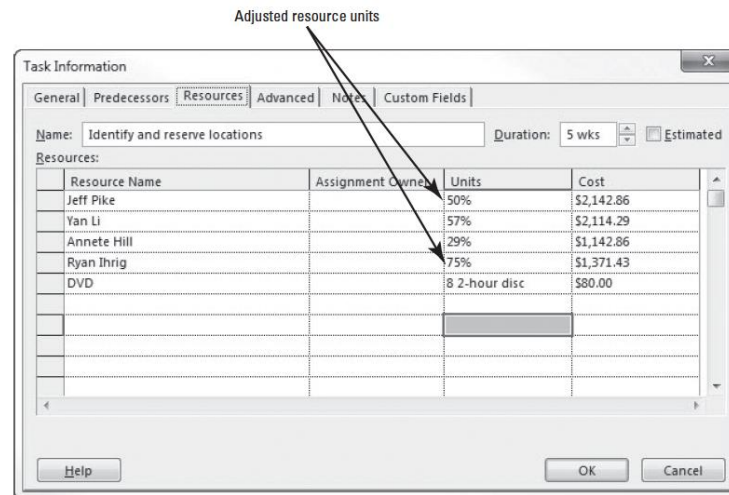 Adjusted resource units
Task Information
x
General Predecessors Resources Advanced Notes Custom Fields
Name: Identify and reserve locations Duration: 5 wks Estimated
Resources:
Resource Name Assignment Owner Units Cost
Jeff Pike 50% $2,142.86
Yan Li 57% $2,114.29
Annete Hill 29% $1,142.86
Ryan Ihrig 75% $1,371.43
DVD 8 2-hour disc $80.00
Help OK Cancel